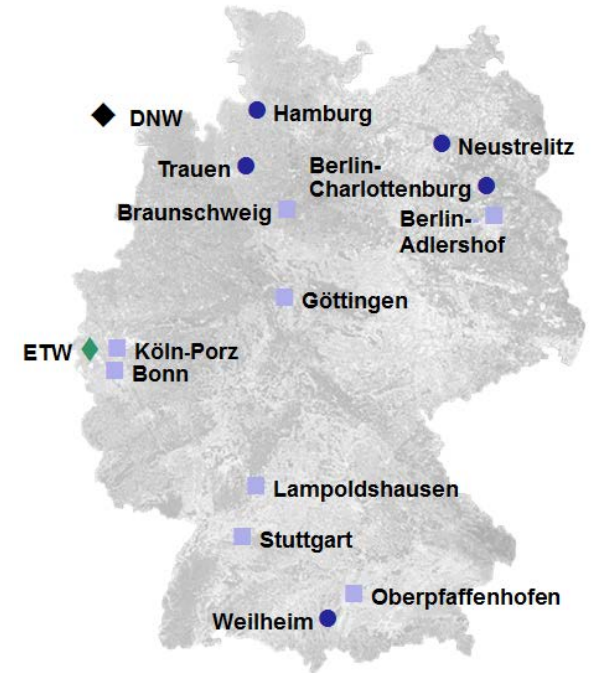 Hamburg
DNW
Neustrelitz
Trauen
Berlin-
Charlottenburg
Braunschweig
Berlin-
Adlershof
Göttingen
ETW
Köln-Porz
Bonn
Lampoldshausen
Stuttgart
Oberpfaffenhofen
Weilheim